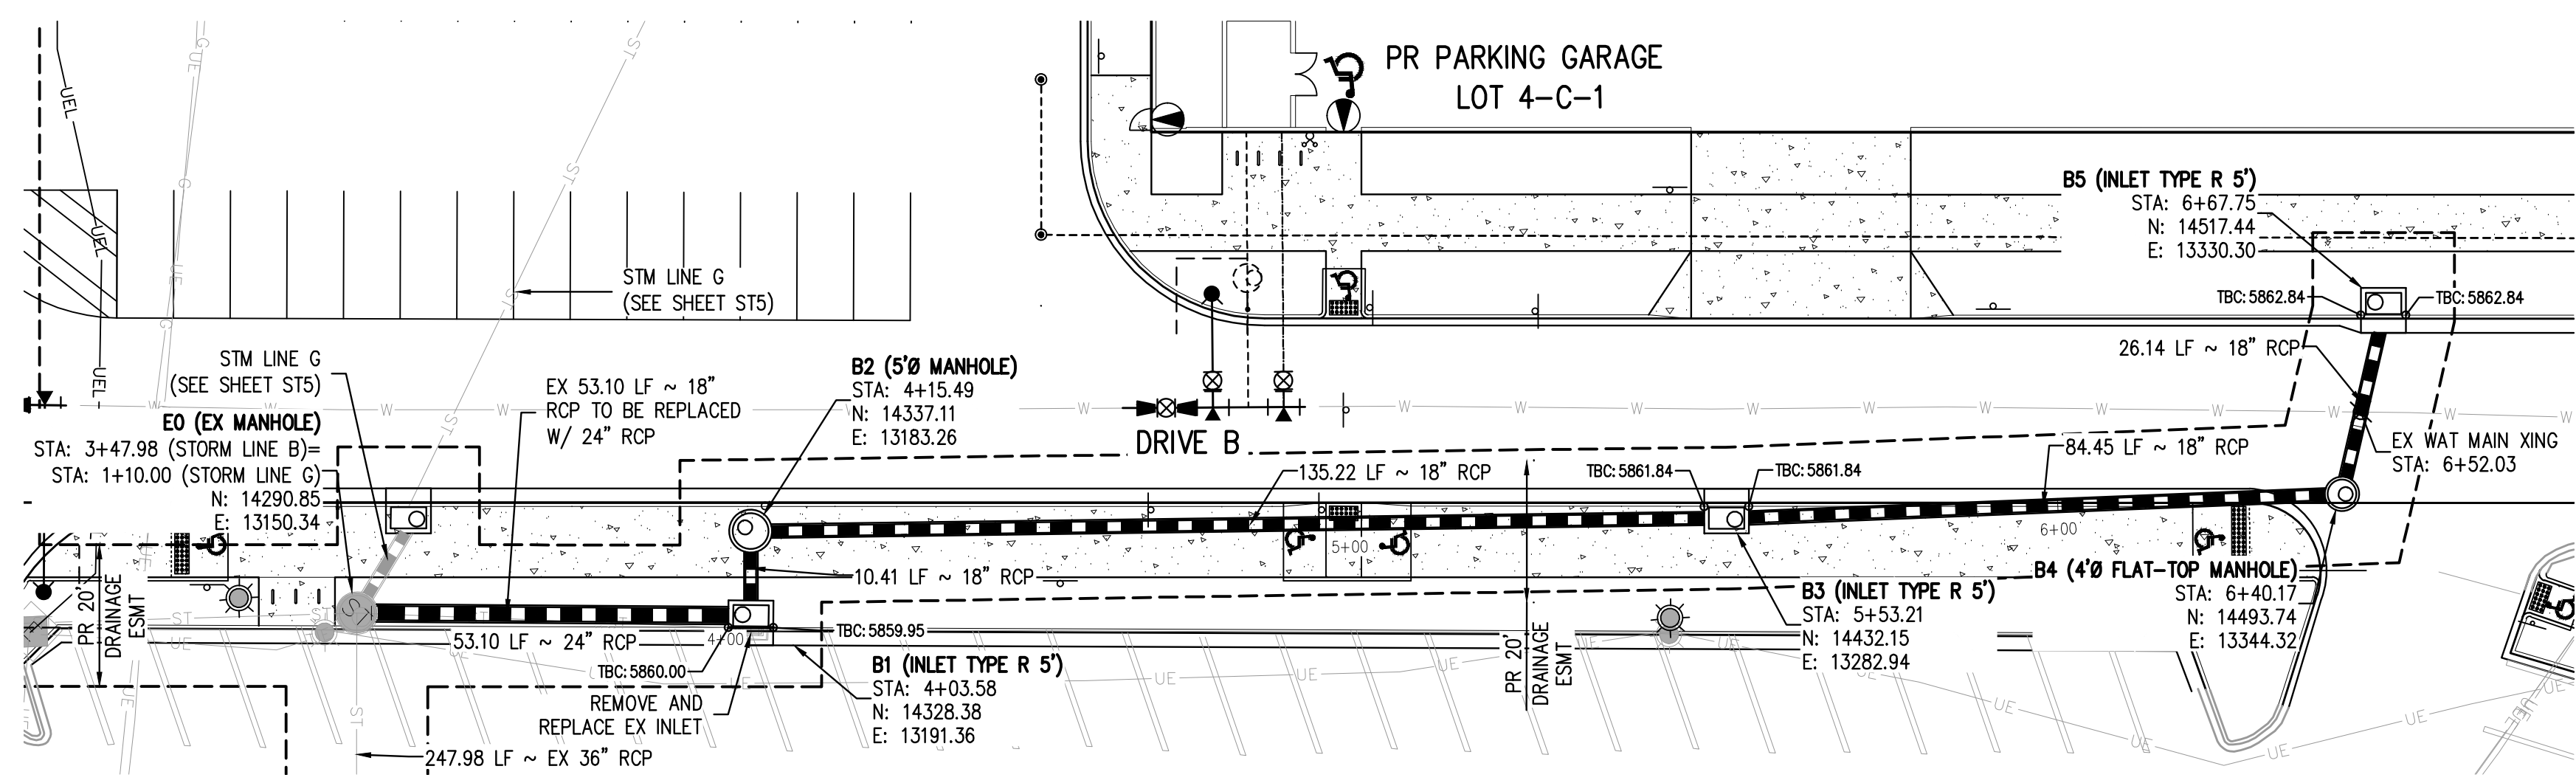 PR PARKING GARAGE
LOT 4-C-1
GUE
ST
UEL
G
UE
ST
UEL
G
UE
ST
STM LINE G
(SEE SHEET ST5)
B5 (INLET TYPE R 5')
STA: 6+67.75
N: 14517.44
E: 13330.30
TBC: 5862.84
TBC: 5862.84
26.14 LF ~ 18" RCP
STM LINE G
(SEE SHEET ST5)
UEL
EX 53.10 LF ~ 18"
RCP TO BE REPLACED
W/ 24" RCP
B2 (5'Ø MANHOLE)
STA: 4+15.49
N: 14337.11
E: 13183.26
W W W W W W W W W W W W W W W
DRIVE B
E0 (EX MANHOLE)
STA: 3+47.98 (STORM LINE B)=
STA: 1+10.00 (STORM LINE G)
N: 14290.85
E: 13150.34
ST
135.22 LF ~ 18" RCP
TBC: 5861.84
TBC: 5861.84
84.45 LF ~ 18" RCP
EX WAT MAIN XING
STA: 6+52.03
5+00
6+00
10.41 LF ~ 18" RCP
PR 20'
DRAINAGE
ESMT
ST
UE
53.10 LF ~ 24" RCP
4+00
TBC: 5859.95
TBC: 5860.00
REMOVE AND
REPLACE EX INLET
B1 (INLET TYPE R 5')
STA: 4+03.58
N: 14328.38
E: 13191.36
ST
247.98 LF ~ EX 36" RCP
PR 20'
DRAINAGE
ESMT
B3 (INLET TYPE R 5')
STA: 5+53.21
N: 14432.15
E: 13282.94
B4 (4'Ø FLAT-TOP MANHOLE)
STA: 6+40.17
N: 14493.74
E: 13344.32
UE UE UE UE UE UE UE UE UE UE